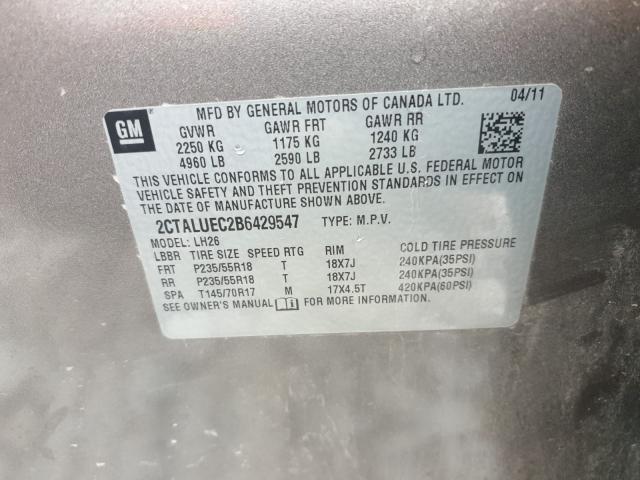 MFD BY GENERAL MOTORS OF CANADA LTD. 04/11
GM
GVWR GAWR FRT GAWR RR
2250 KG 1175 KG 1240 KG
4960 LB 2590 LB 2733 LB
THIS VEHICLE CONFORMS TO ALL APPLICABLE U.S. FEDERAL MOTOR
VEHICLE SAFETY AND THEFT PREVENTION STANDARDS IN EFFECT ON
THE DATE OF MANUFACTURE SHOWN ABOVE.
2CTALUEC2B6429547 TYPE: M.P.V.
MODEL: LH26
LBBR TIRE SIZE SPEED RTG RIM COLD TIRE PRESSURE
FRT P235/55R18 T 18X7J 240KPA(35PSI)
RR P235/55R18 T 18X7J 240KPA(35PSI)
SPA T145/70R17 M 17X4.5T 420KPA(60PSI)
SEE OWNER'S MANUAL FOR MORE INFORMATION.